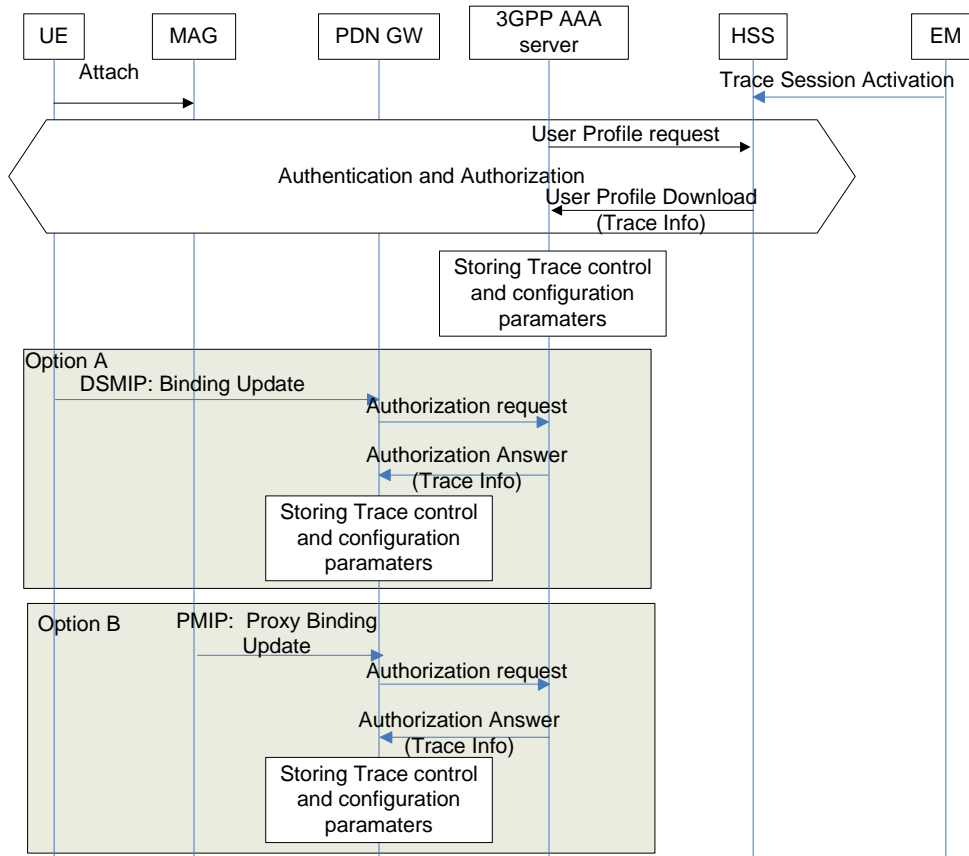 UE
MAG
PDN GW
3GPP AAA
server
HSS
EM
Attach
Trace Session Activation
User Profile request
Authentication and Authorization
User Profile Download
(Trace Info)
Storing Trace control
and configuration
paramaters
Option A
DSMIP: Binding Update
Authorization request
Authorization Answer
(Trace Info)
Storing Trace control
and configuration
paramaters
Option B
PMIP: Proxy Binding
Update
Authorization request
Authorization Answer
(Trace Info)
Storing Trace control
and configuration
paramaters